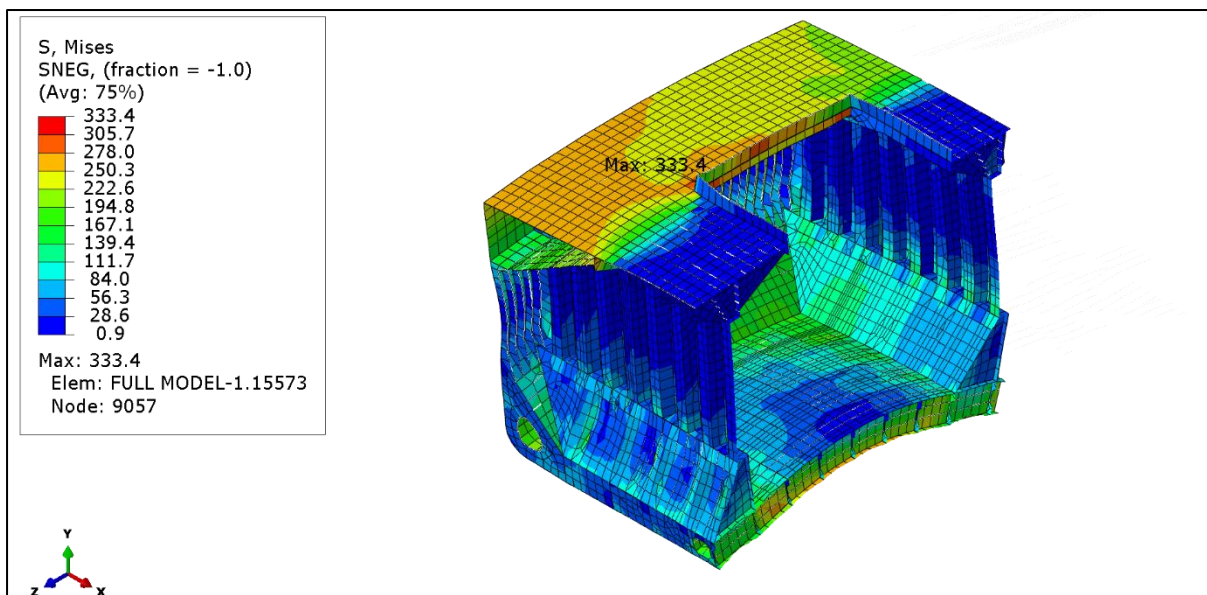 S, Mises
SNEG, (fraction = -1.0)
(Avg: 75%)
333.4
305.7
278.0
250.3
222.6
194.8
167.1
139.4
111.7
84.0
56.3
28.6
0.9
Max: 333.4
Elem: FULL MODEL-1.15573
Node: 9057
Max: 333.4
Y
Z
X